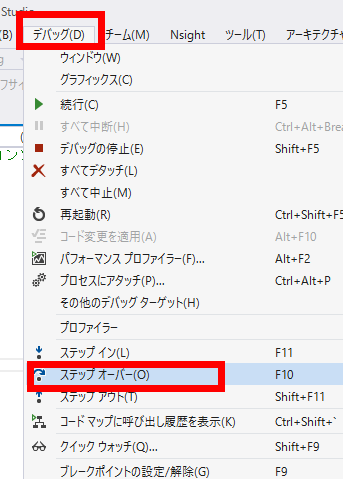 Studio
(B) デバッグ(D) チーム(M) Nsight ツール(T) アーキテクチャ
ウィンドウ(W)
グラフィックス(C)
続行(C) F5
すべて中断(H) Ctrl+Alt+Brea
デバッグの停止(E) Shift+F5
すべてデタッチ(L)
すべて中止(M)
再起動(R) Ctrl+Shift+F5
コード変更を適用(A) Alt+F10
パフォーマンス プロファイラー(F)... Alt+F2
プロセスにアタッチ(P)... Ctrl+Alt+P
その他のデバッグ ターゲット(H)
プロファイラー
ステップ イン(L) F11
ステップ オーバー(O) F10
ステップ アウト(T) Shift+F11
コード マップに呼び出し履歴を表示(K) Ctrl+Shift+`
クイック ウォッチ(Q)... Shift+F9
ブレークポイントの設定/解除(G) F9